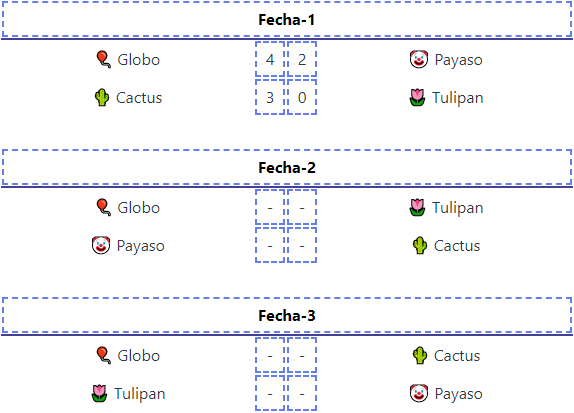 Fecha-1
🎈 Globo 4 2 🤡 Payaso
🌵 Cactus 3 0 🌷 Tulipan
Fecha-2
🎈 Globo - - 🌷 Tulipan
🤡 Payaso - - 🌵 Cactus
Fecha-3
🎈 Globo - - 🌵 Cactus
🌷 Tulipan - - 🤡 Payaso